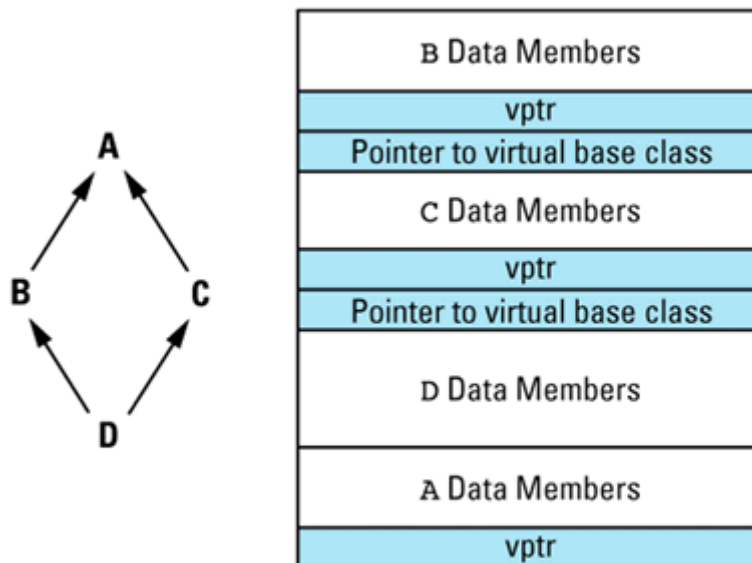 A
B C
D
B Data Members
vptr
Pointer to virtual base class
C Data Members
vptr
Pointer to virtual base class
D Data Members
A Data Members
vptr